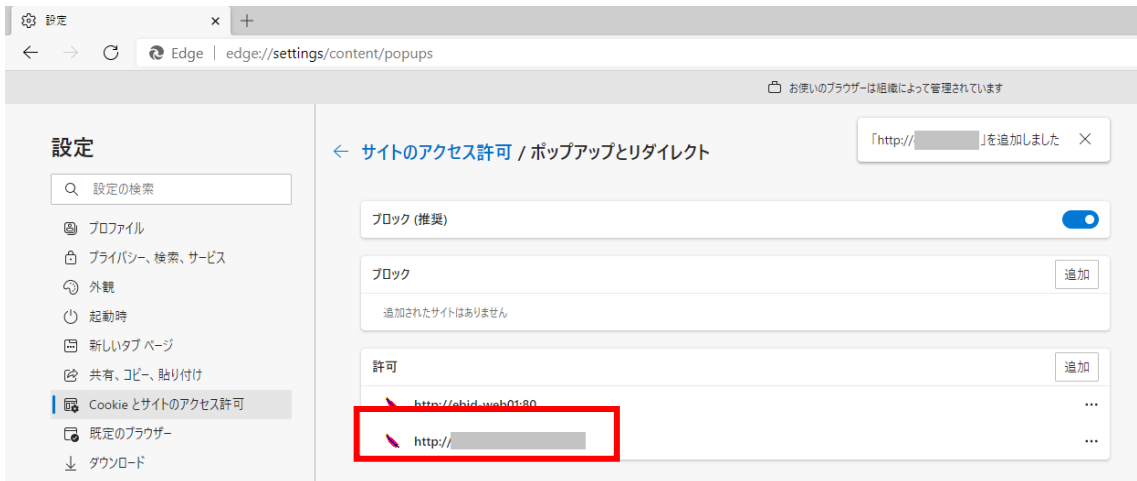 設定
Edge | edge://settings/content/popups
お使いのブラウザーは組織によって管理されています
設定
設定の検索
プロファイル
プライバシー、検索、サービス
外観
起動時
新しいタブ ページ
共有、コピー、貼り付け
Cookie とサイトのアクセス許可
既定のブラウザー
ダウンロード
サイトのアクセス許可 / ポップアップとリダイレクト
「http://」を追加しました
ブロック (推奨)
ブロック
追加
追加されたサイトはありません
許可
追加
http://ebid-web01:80
http://